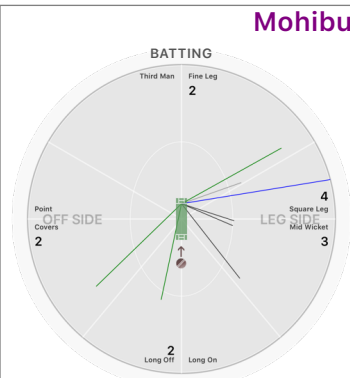 Mohibu
BATTING
Third Man Fine Leg
2
4
Point Square Leg
OFF SIDE LEG SIDE
Covers Mid Wicket
2 3
2
Long Off Long On